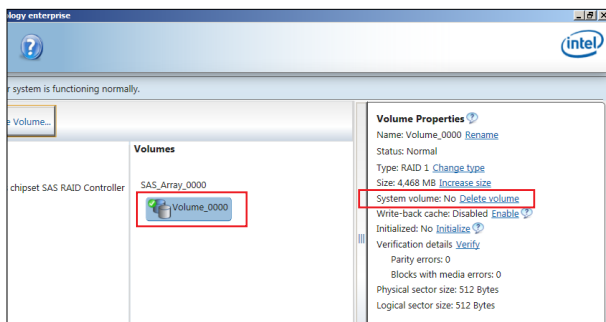 ology enterprise
?
intel
r system is functioning normally.
e Volume...
Volumes
chipset SAS RAID Controller
SAS_Array_0000
Volume_0000
Volume Properties ?
Name: Volume_0000 Rename
Status: Normal
Type: RAID 1 Change type
Size: 4,468 MB Increase size
System volume: No Delete volume
Write-back cache: Disabled Enable ?
Initialized: No Initialize ?
Verification details Verify
Parity errors: 0
Blocks with media errors: 0
Physical sector size: 512 Bytes
Logical sector size: 512 Bytes